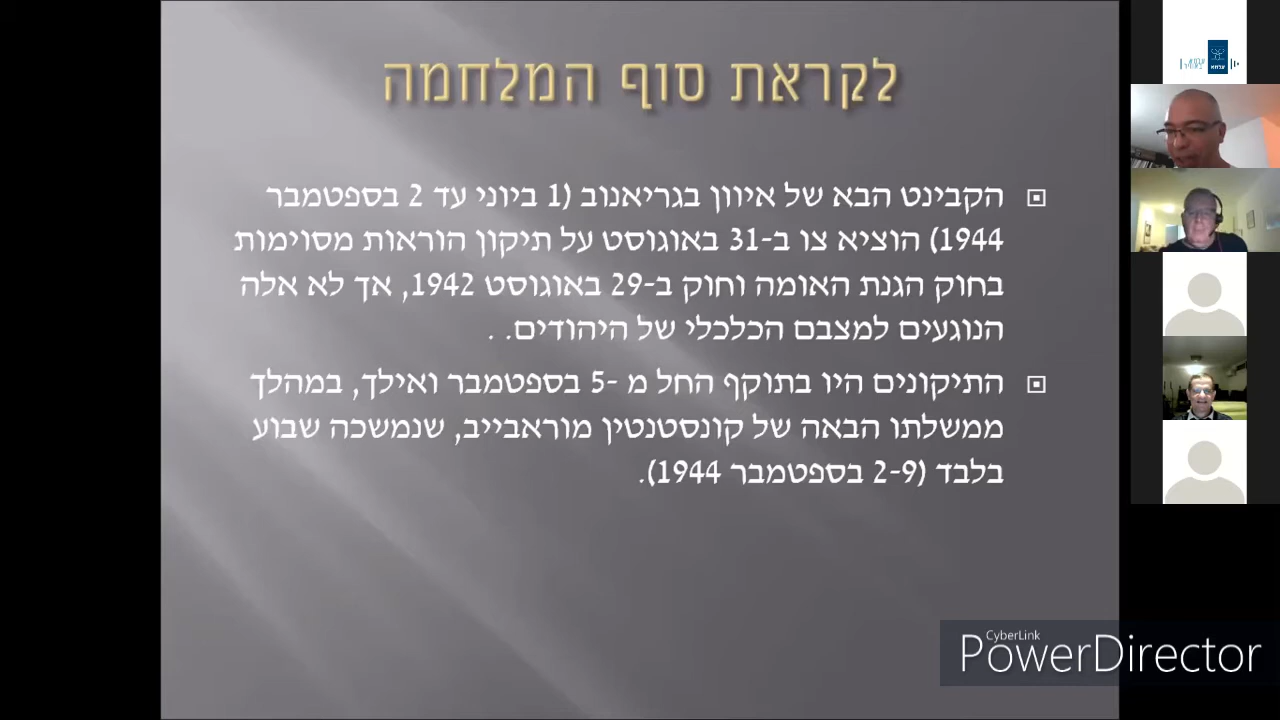 לקראת סוף המלחמה
הקבינט הבא של איוון בגריאנוב (1 ביוני עד 2 בספטמבר
1944) הוציא צו ב-31 באוגוסט על תיקון הוראות מסוימות
בחוק הגנת האומה וחוק ב-29 באוגוסט 1942, אך לא אלה
הנוגעים למצבם הכלכלי של היהודים. .
התיקונים היו בתוקף החל מ -5 בספטמבר ואילך, במהלך
ממשלתו הבאה של קונסטנטין מוראבייב, שנמשכה שבוע
בלבד (2-9 בספטמבר 1944).
CyberLink
PowerDirector